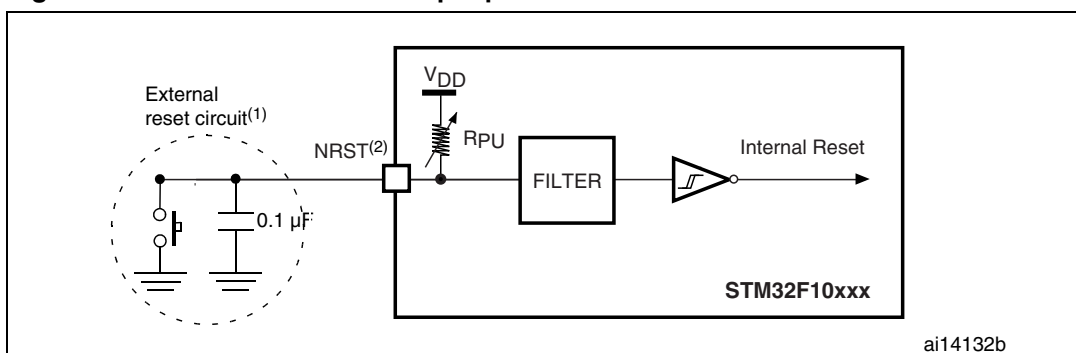 VDD
External
reset circuit(1)
NRST(2)
RPU
Internal Reset
FILTER
0.1 µF
STM32F10xxx
ai14132b